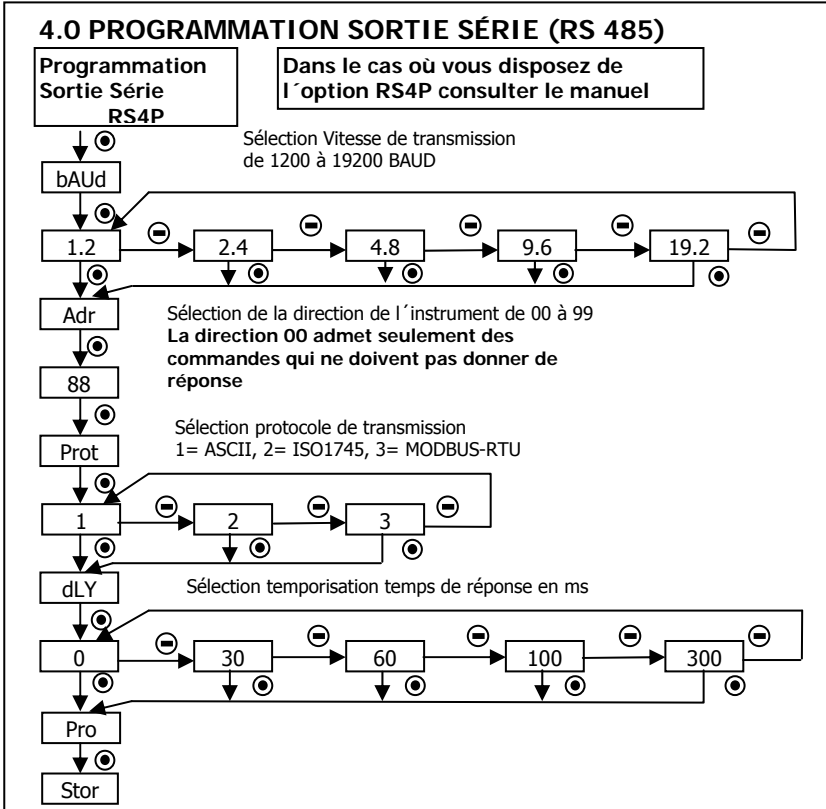 4.0 PROGRAMMATION SORTIE SÉRIE (RS 485)
Programmation
Sortie Série
RS4P
Dans le cas où vous disposez de
l´option RS4P consulter le manuel
Sélection Vitesse de transmission
de 1200 à 19200 BAUD
bAUd
1.2
2.4
4.8
9.6
19.2
Adr
Sélection de la direction de l´instrument de 00 à 99
La direction 00 admet seulement des
commandes qui ne doivent pas donner de
réponse
88
Sélection protocole de transmission
1= ASCII, 2= ISO1745, 3= MODBUS-RTU
Prot
1
2
3
dLY
Sélection temporisation temps de réponse en ms
0
30
60
100
300
Pro
Stor